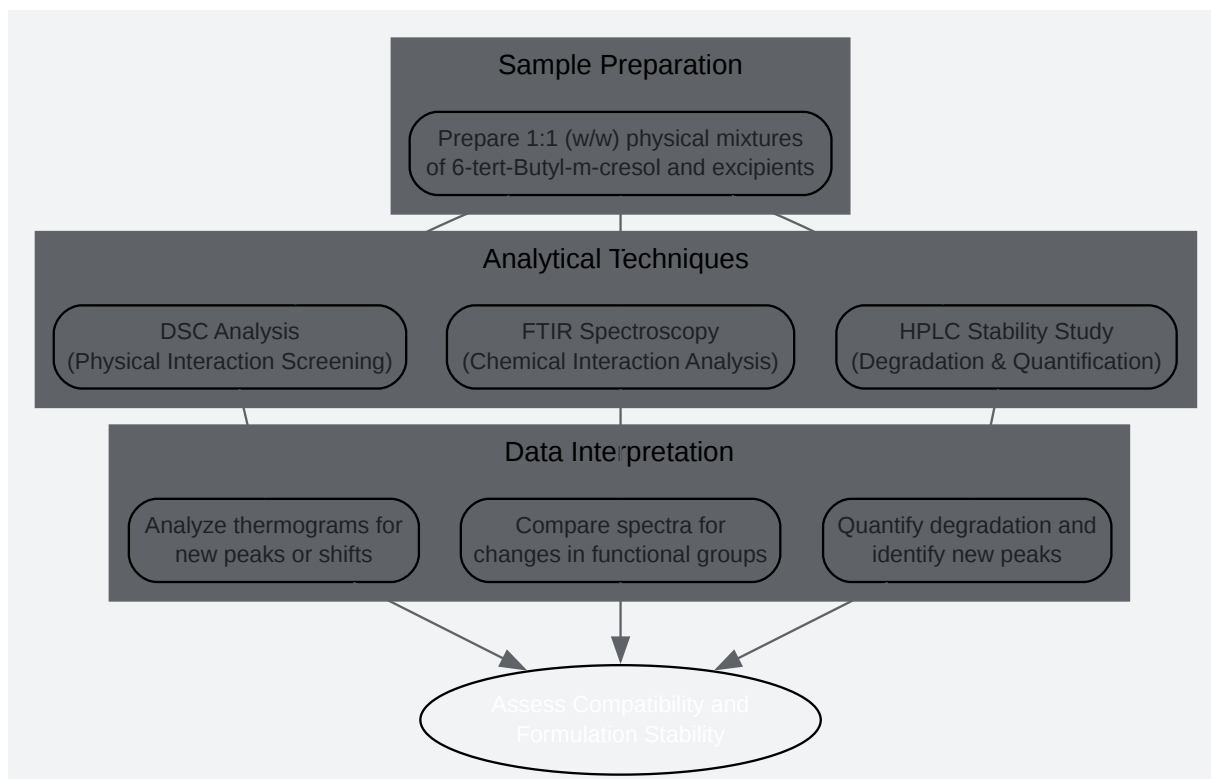 Sample Preparation
Prepare 1:1 (w/w) physical mixtures
of 6-tert-Butyl-m-cresol and excipients
Analytical Techniques
DSC Analysis
(Physical Interaction Screening)
FTIR Spectroscopy
(Chemical Interaction Analysis)
HPLC Stability Study
(Degradation & Quantification)
Data Interpretation
Analyze thermograms for
new peaks or shifts
Compare spectra for
changes in functional groups
Quantify degradation and
identify new peaks
Assess Compatibility and
Formulation Stability